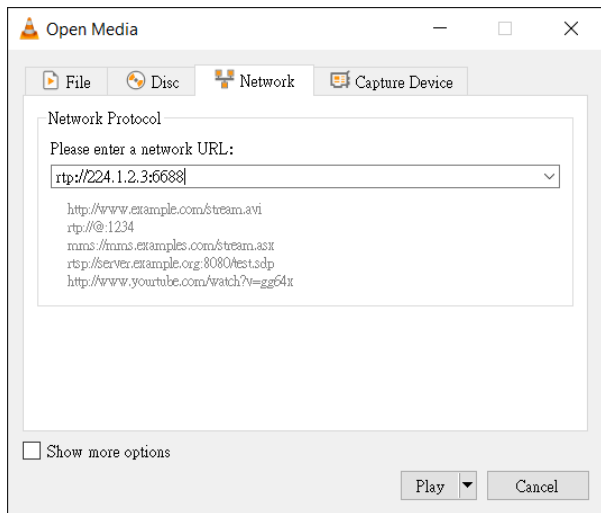 Open Media
File Disc Network Capture Device
Network Protocol
Please enter a network URL:
rtp://224.1.2.3:6688
http://www.example.com/stream.avi
rtp://@:1234
mms://mms.examples.com/stream.asx
rtsp://server.example.org:8080/test.sdp
http://www.yourtube.com/watch?v=gg64x
Show more options
Play Cancel